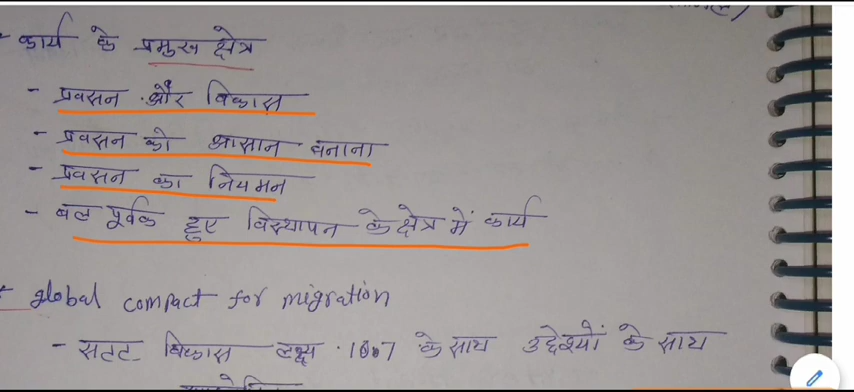 कार्य के प्रमुख क्षेत्र
- प्रवसन और विकास
- प्रवसन को आसान बनाना
- प्रवसन का नियमन
- बल पूर्वक हुए विस्थापन के क्षेत्र में कार्य
* global compact for migration
- सतत विकास लक्ष्य 10.7 के साथ उद्देश्यों के साथ